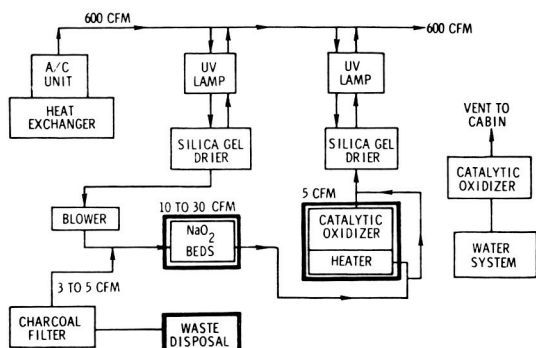 600 CFM
600 CFM
A/C
UNIT
HEAT
EXCHANGER
UV
LAMP
UV
LAMP
SILICA GEL
DRIER
SILICA GEL
DRIER
VENT TO
CABIN
CATALYTIC
OXIDIZER
WATER
SYSTEM
BLOWER
10 TO 30 CFM
NaO2
BEDS
5 CFM
CATALYTIC
OXIDIZER
HEATER
3 TO 5 CFM
CHARCOAL
FILTER
WASTE
DISPOSAL